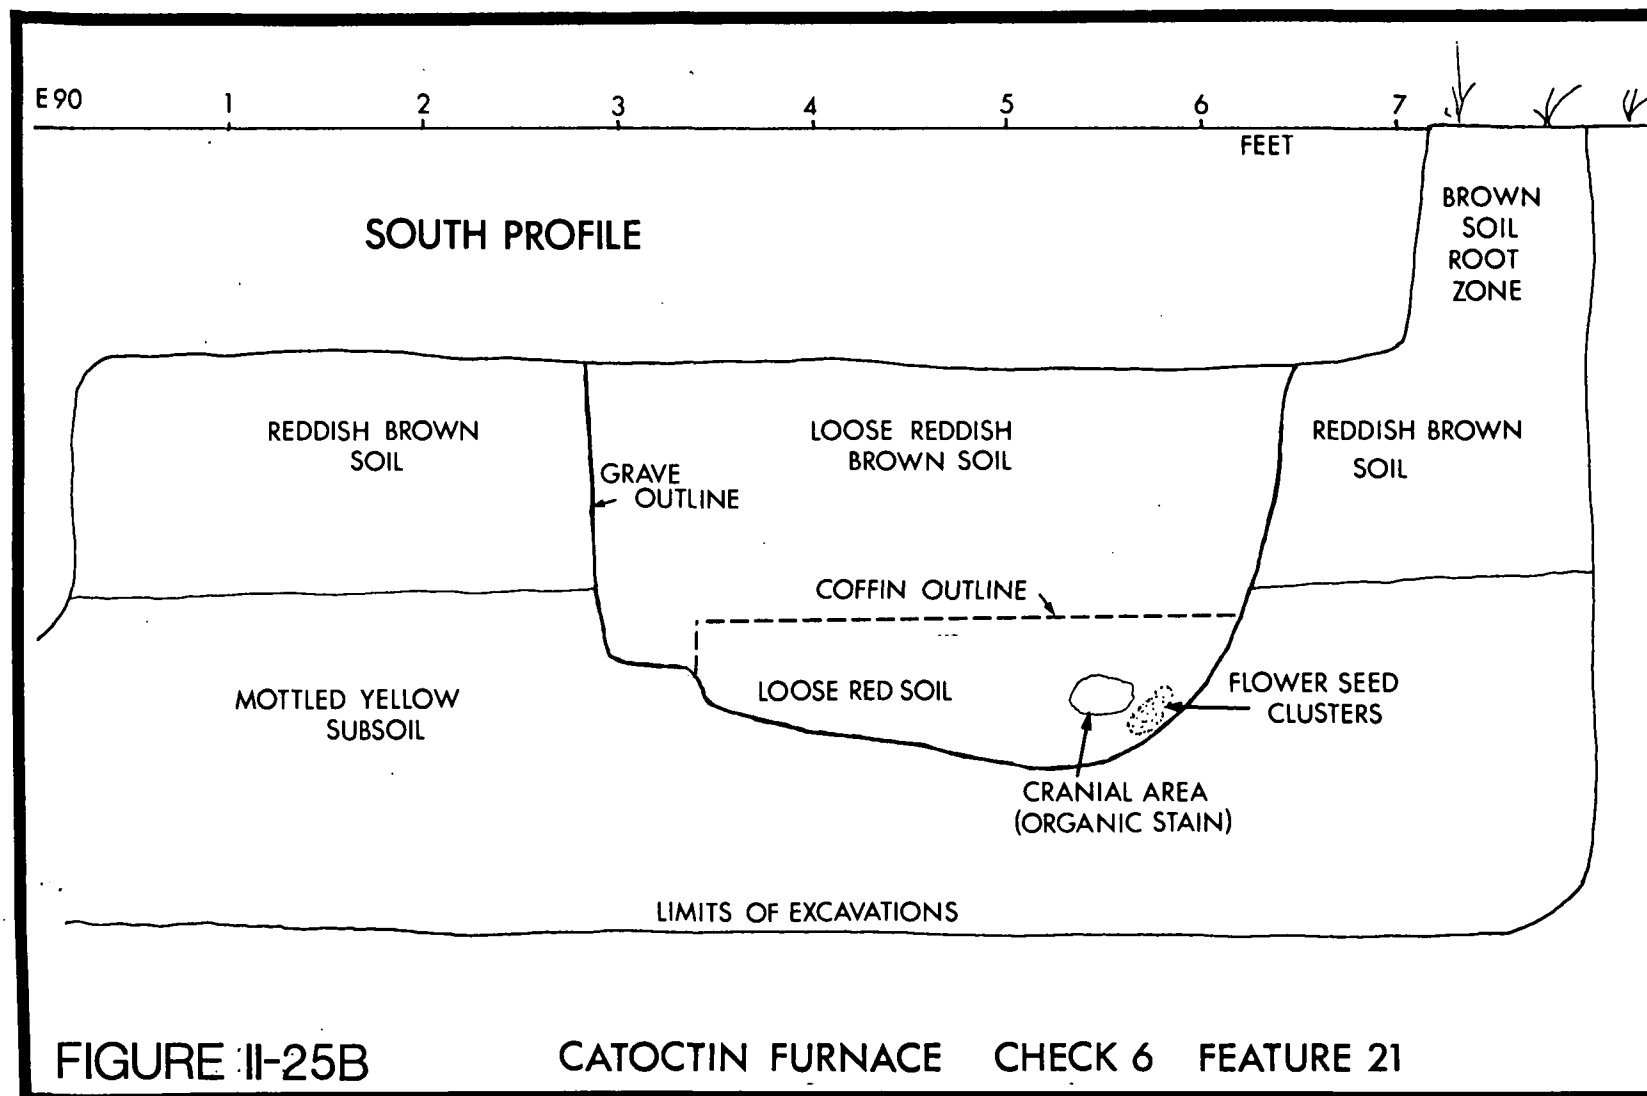 E 90 1 2 3 4 5 6 7
FEET
SOUTH PROFILE
BROWN
SOIL
ROOT
ZONE
REDDISH BROWN
SOIL
GRAVE
OUTLINE
LOOSE REDDISH
BROWN SOIL
REDDISH BROWN
SOIL
COFFIN OUTLINE
MOTTLED YELLOW
SUBSOIL
LOOSE RED SOIL
FLOWER SEED
CLUSTERS
CRANIAL AREA
(ORGANIC STAIN)
LIMITS OF EXCAVATIONS
FIGURE II-25B CATOCTIN FURNACE CHECK 6 FEATURE 21